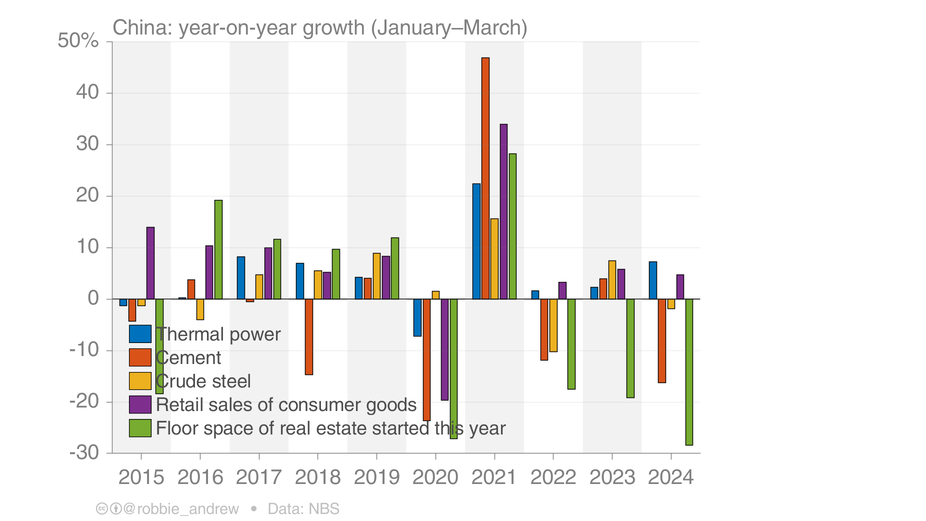 China: year-on-year growth (January–March)
50%
40
30
20
10
0
-10
-20
-30
Thermal power
Cement
Crude steel
Retail sales of consumer goods
Floor space of real estate started this year
2015 2016 2017 2018 2019 2020 2021 2022 2023 2024
@robbie_andrew • Data: NBS